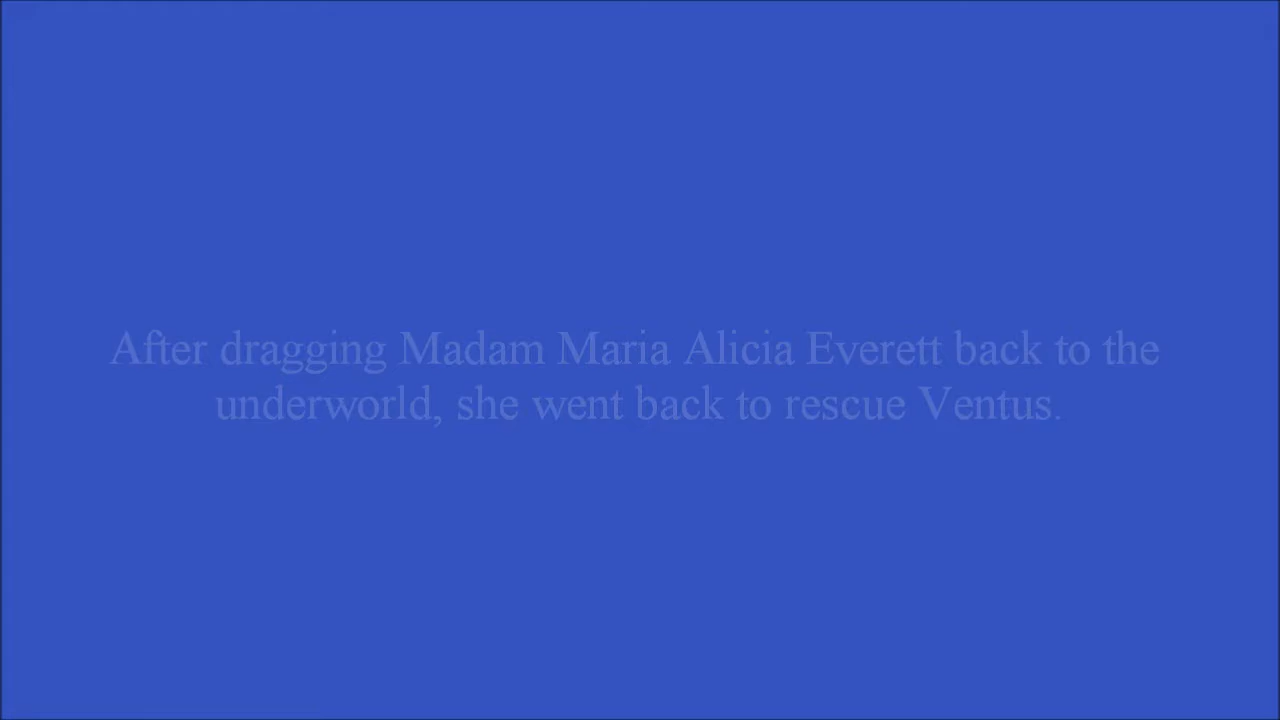 After dragging Madam Maria Alicia Everett back to the
underworld, she went back to rescue Ventus.